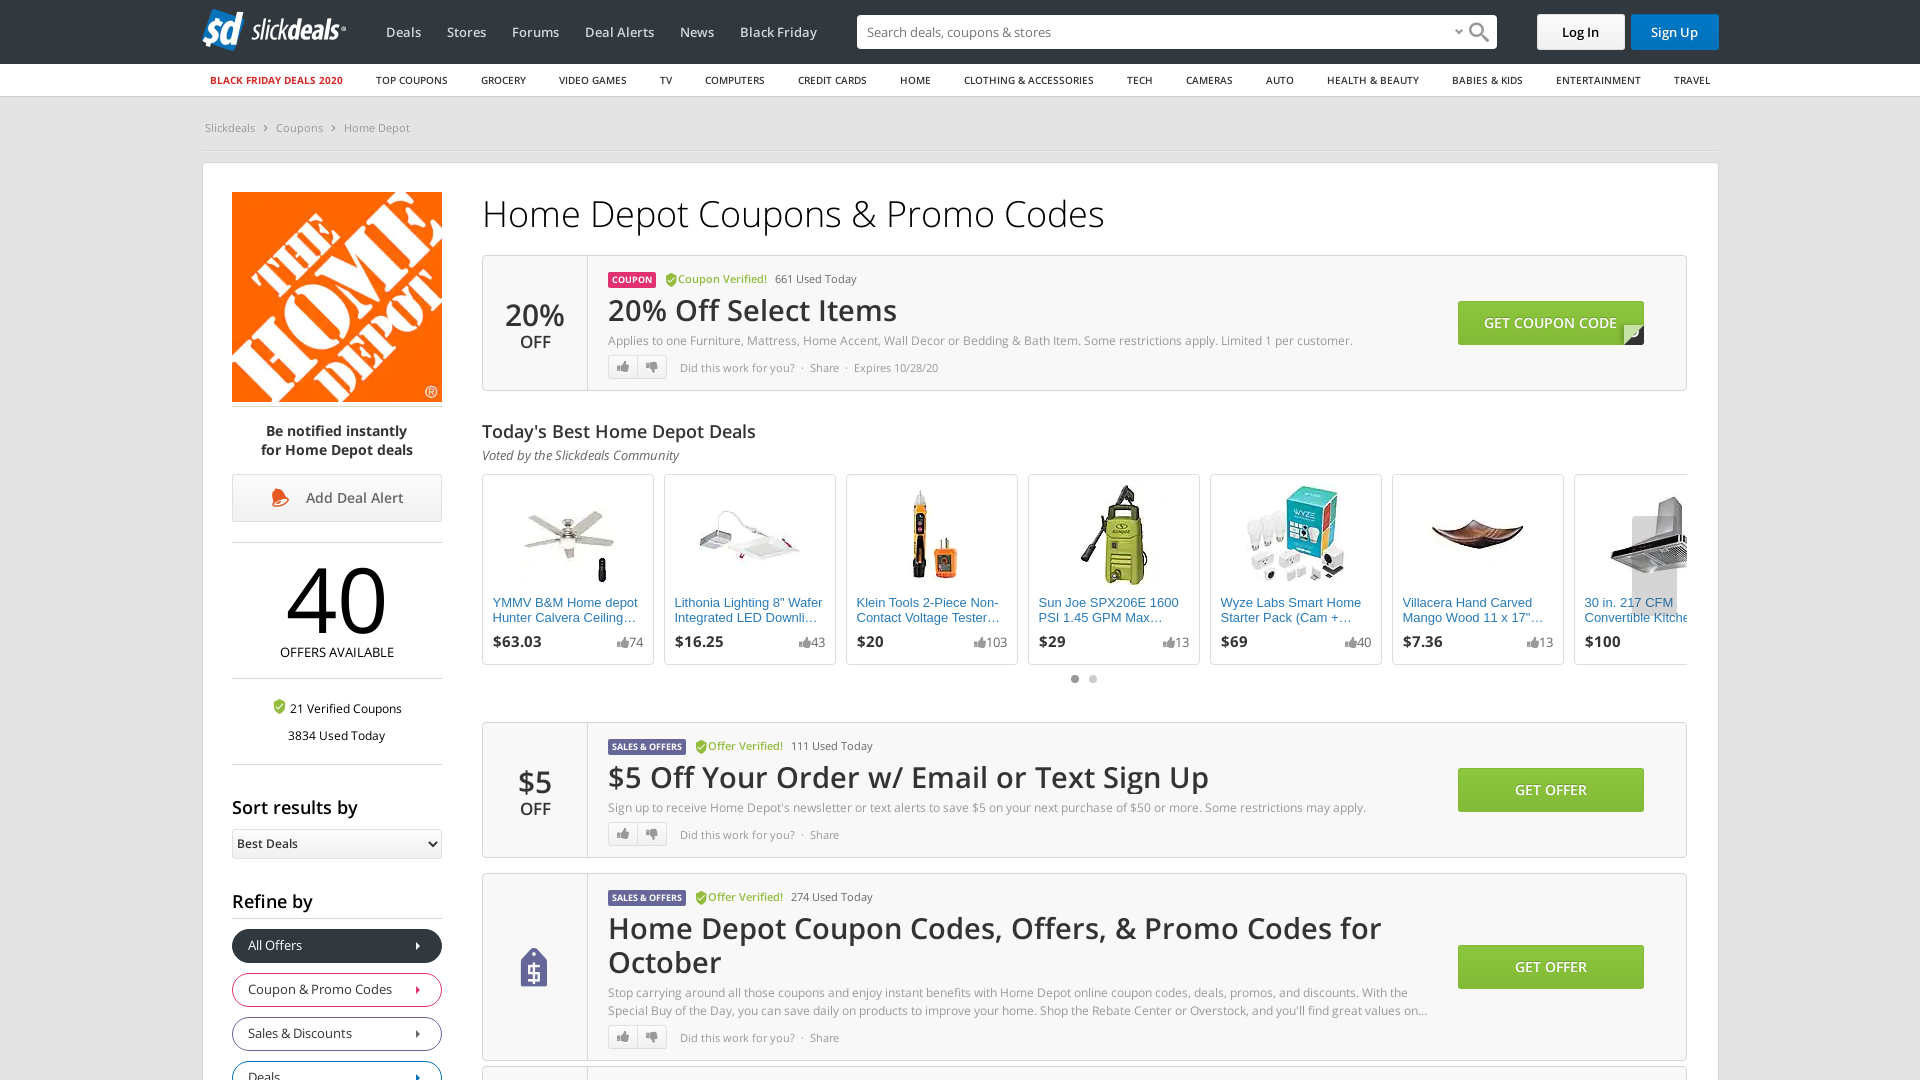 sd slickdeals
Deals Stores Forums Deal Alerts News Black Friday
Search deals, coupons & stores
Log In Sign Up
BLACK FRIDAY DEALS 2020 TOP COUPONS GROCERY VIDEO GAMES TV COMPUTERS CREDIT CARDS HOME CLOTHING & ACCESSORIES TECH CAMERAS AUTO HEALTH & BEAUTY BABIES & KIDS ENTERTAINMENT TRAVEL
Slickdeals > Coupons > Home Depot
THE
HOME
DEPOT
®
Be notified instantly
for Home Depot deals
Add Deal Alert
40
OFFERS AVAILABLE
21 Verified Coupons
3834 Used Today
Sort results by
Best Deals
Refine by
All Offers
Coupon & Promo Codes
Sales & Discounts
Deals
Home Depot Coupons & Promo Codes
20%
OFF
COUPON Coupon Verified! 661 Used Today
20% Off Select Items
Applies to one Furniture, Mattress, Home Accent, Wall Decor or Bedding & Bath Item. Some restrictions apply. Limited 1 per customer.
Did this work for you? · Share · Expires 10/28/20
GET COUPON CODE
Today's Best Home Depot Deals
Voted by the Slickdeals Community
YMMV B&M Home depot
Hunter Calvera Ceiling…
$63.03 74
Lithonia Lighting 8" Wafer
Integrated LED Downli…
$16.25 43
Klein Tools 2-Piece Non-
Contact Voltage Tester…
$20 103
Sun Joe SPX206E 1600
PSI 1.45 GPM Max…
$29 13
WYZE
Wyze Labs Smart Home
Starter Pack (Cam +…
$69 40
Villacera Hand Carved
Mango Wood 11 x 17"…
$7.36 13
30 in. 217 CFM
Convertible Kitche
$100
$5
OFF
SALES & OFFERS Offer Verified! 111 Used Today
$5 Off Your Order w/ Email or Text Sign Up
Sign up to receive Home Depot's newsletter or text alerts to save $5 on your next purchase of $50 or more. Some restrictions may apply.
Did this work for you? · Share
GET OFFER
$
SALES & OFFERS Offer Verified! 274 Used Today
Home Depot Coupon Codes, Offers, & Promo Codes for
October
Stop carrying around all those coupons and enjoy instant benefits with Home Depot online coupon codes, deals, promos, and discounts. With the
Special Buy of the Day, you can save daily on products to improve your home. Shop the Rebate Center or Overstock, and you'll find great values on…
Did this work for you? · Share
GET OFFER